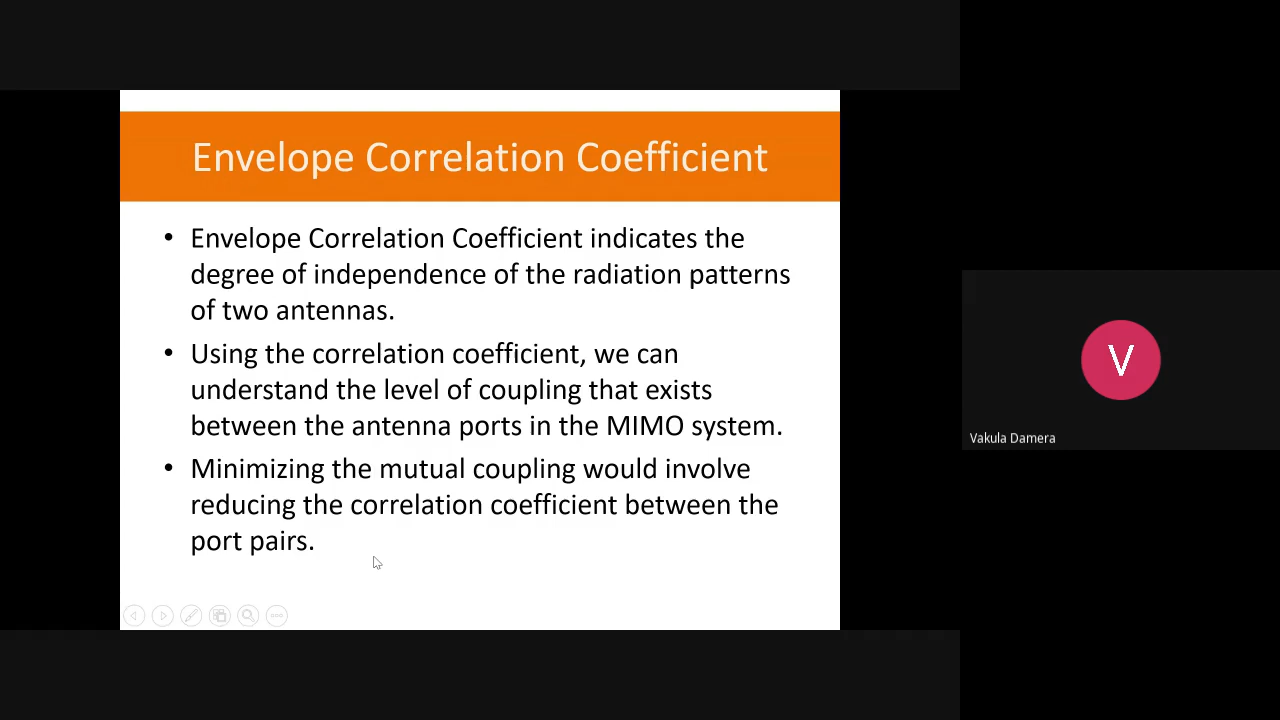 Envelope Correlation Coefficient
• Envelope Correlation Coefficient indicates the
degree of independence of the radiation patterns
of two antennas.
• Using the correlation coefficient, we can
understand the level of coupling that exists
between the antenna ports in the MIMO system.
• Minimizing the mutual coupling would involve
reducing the correlation coefficient between the
port pairs.
V
Vakula Damera